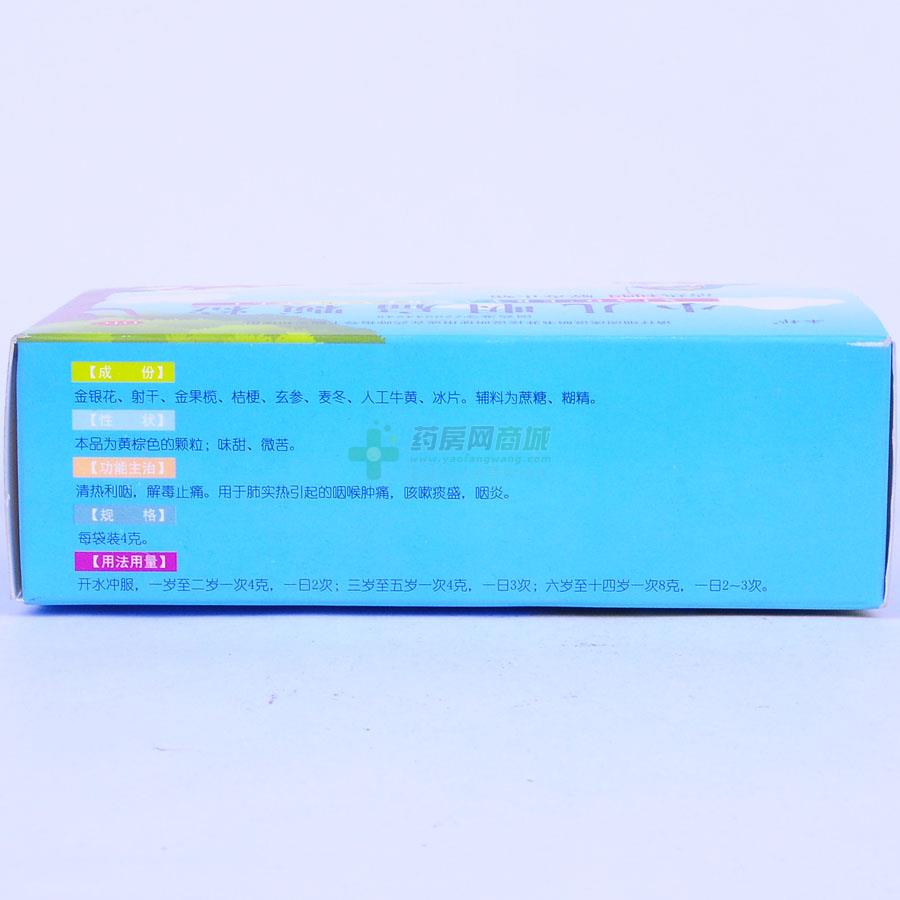 小儿咽扁颗粒
【成 份】
金银花、射干、金果榄、桔梗、玄参、麦冬、人工牛黄、冰片。辅料为蔗糖、糊精。
【性 状】
本品为黄棕色的颗粒；味甜、微苦。
【功能主治】
清热利咽，解毒止痛。用于肺实热引起的咽喉肿痛，咳嗽痰盛，咽炎。
【规 格】
每袋装4克。
【用法用量】
开水冲服，一岁至二岁一次4克，一日2次；三岁至五岁一次4克，一日3次；六岁至十四岁一次8克，一日2~3次。
药房网商城
www.yaofangwang.com